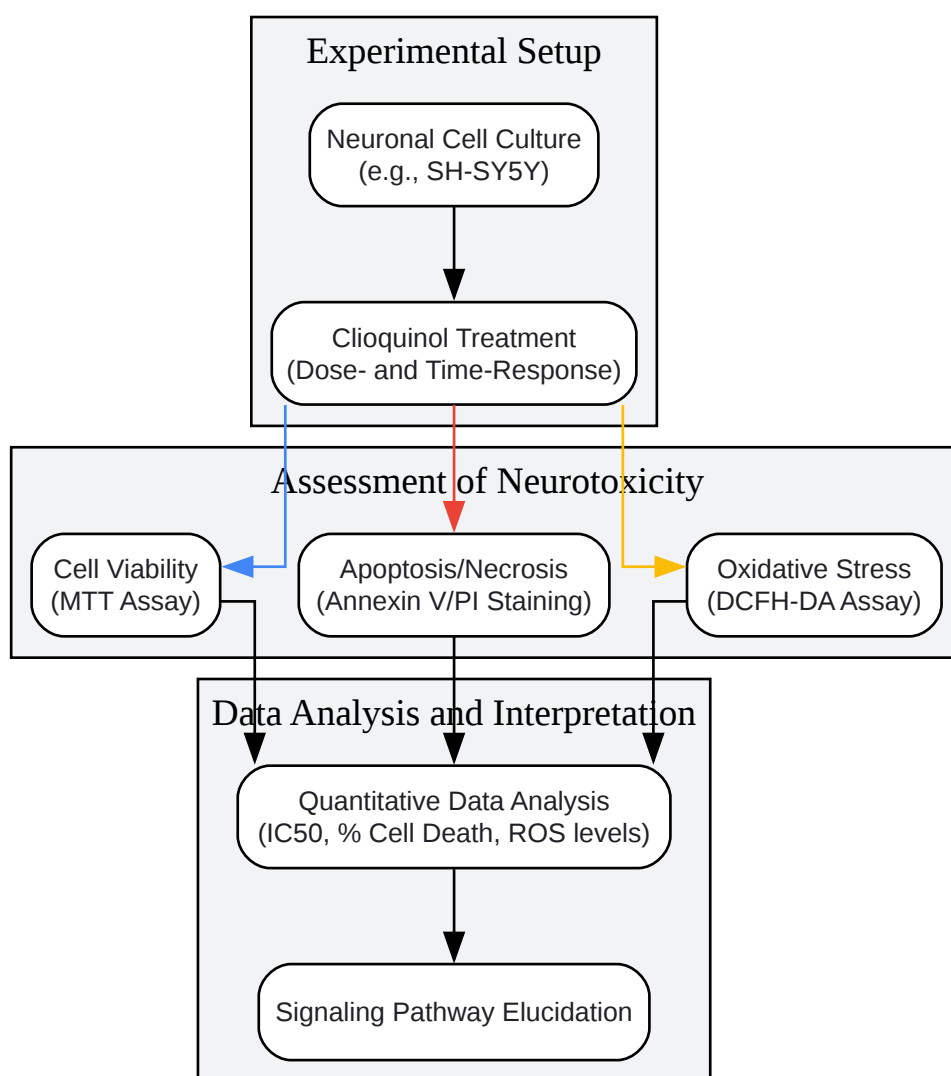 Experimental Setup
Neuronal Cell Culture
(e.g., SH-SY5Y)
Clioquinol Treatment
(Dose- and Time-Response)
Assessment of Neurotoxicity
Cell Viability
(MTT Assay)
Apoptosis/Necrosis
(Annexin V/PI Staining)
Oxidative Stress
(DCFH-DA Assay)
Data Analysis and Interpretation
Quantitative Data Analysis
(IC50, % Cell Death, ROS levels)
Signaling Pathway Elucidation